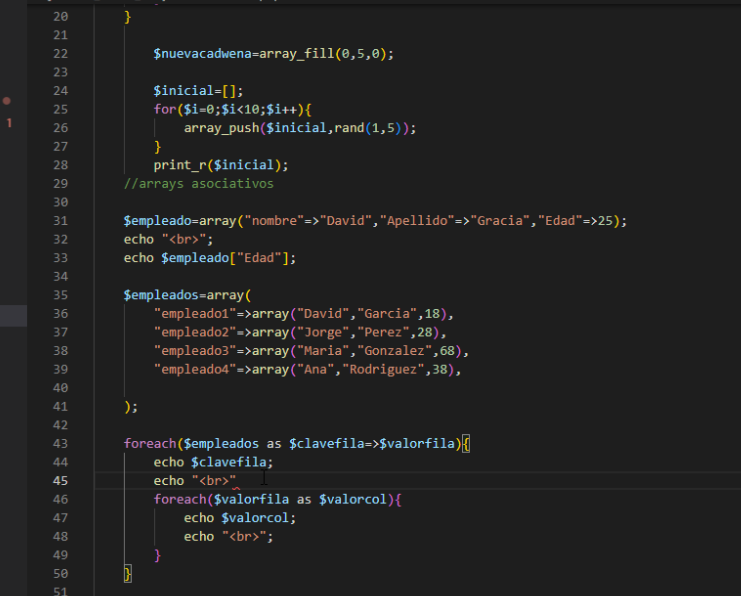 20 }
21
22 $nuevacadwena=array_fill(0,5,0);
23
24 $inicial=[];
25 for($i=0;$i<10;$i++){
1 26 array_push($inicial,rand(1,5));
27 }
28 print_r($inicial);
29 //arrays asociativos
30
31 $empleado=array("nombre"=>"David","Apellido"=>"Gracia","Edad"=>25);
32 echo "<br>";
33 echo $empleado["Edad"];
34
35 $empleados=array(
36 "empleado1"=>array("David","Garcia",18),
37 "empleado2"=>array("Jorge","Perez",28),
38 "empleado3"=>array("Maria","Gonzalez",68),
39 "empleado4"=>array("Ana","Rodriguez",38),
40
41 );
42
43 foreach($empleados as $clavefila=>$valorfila){
44 echo $clavefila;
45 echo "<br>"
46 foreach($valorfila as $valorcol){
47 echo $valorcol;
48 echo "<br>";
49 }
50 }
51